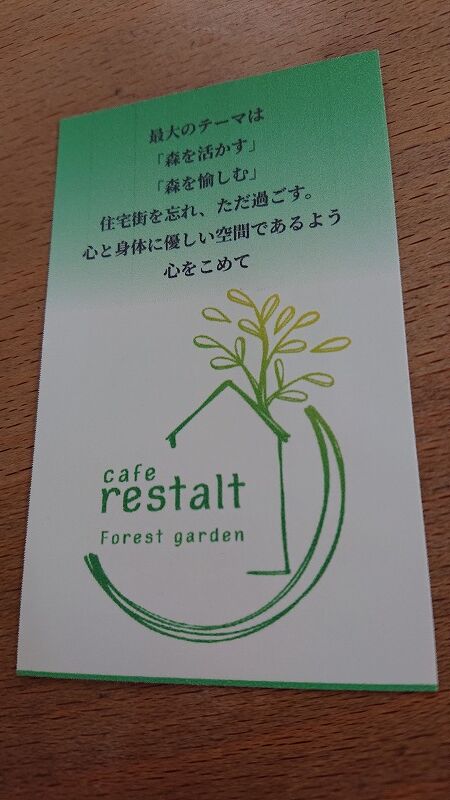 最大のテーマは
「森を活かす」
「森を愉しむ」
住宅街を忘れ、ただ過ごす。
心と身体に優しい空間であるよう
心をこめて
cafe
restalt
Forest garden